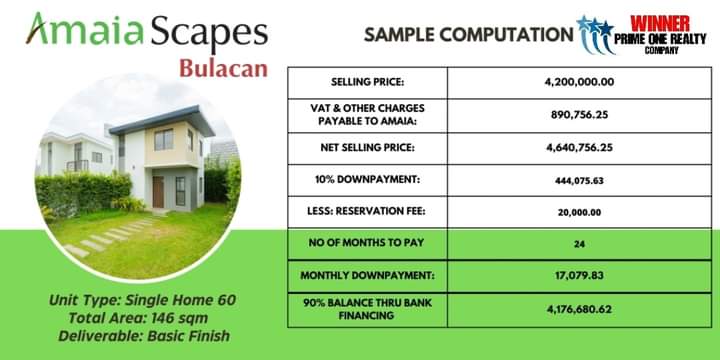 Amaia Scapes
Bulacan
SAMPLE COMPUTATION
WINNER
PRIME ONE REALTY
COMPANY
SELLING PRICE: 4,200,000.00
VAT & OTHER CHARGES
PAYABLE TO AMAIA: 890,756.25
NET SELLING PRICE: 4,640,756.25
10% DOWNPAYMENT: 444,075.63
LESS: RESERVATION FEE: 20,000.00
NO OF MONTHS TO PAY 24
MONTHLY DOWNPAYMENT: 17,079.83
90% BALANCE THRU BANK
FINANCING 4,176,680.62
Unit Type: Single Home 60
Total Area: 146 sqm
Deliverable: Basic Finish